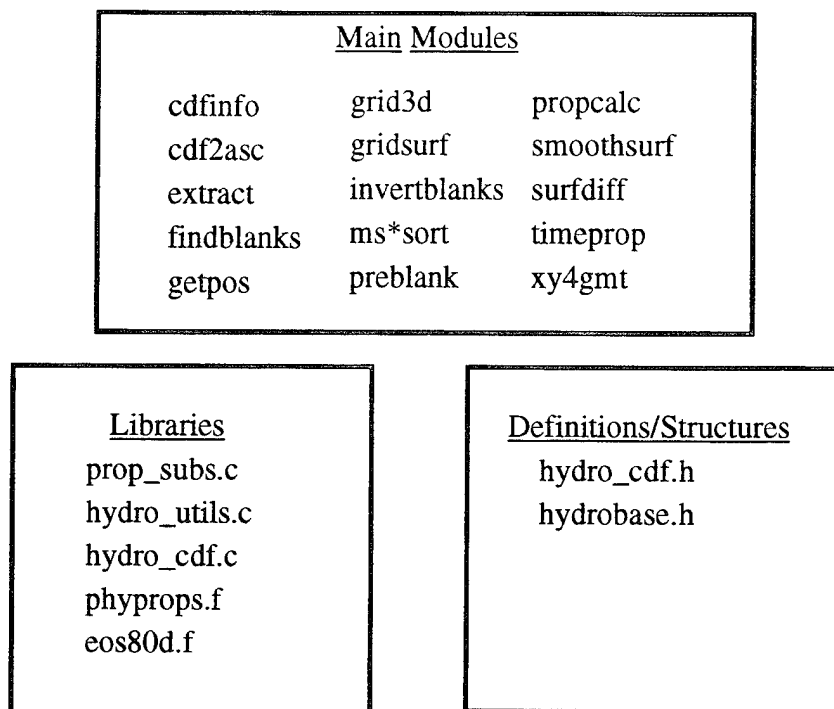 Main Modules
cdfinfo grid3d propcalc
cdf2asc gridsurf smoothsurf
extract invertblanks surfdiff
findblanks ms*sort timeprop
getpos preblank xy4gmt
Libraries
prop_subs.c
hydro_utils.c
hydro_cdf.c
phyprops.f
eos80d.f
Definitions/Structures
hydro_cdf.h
hydrobase.h